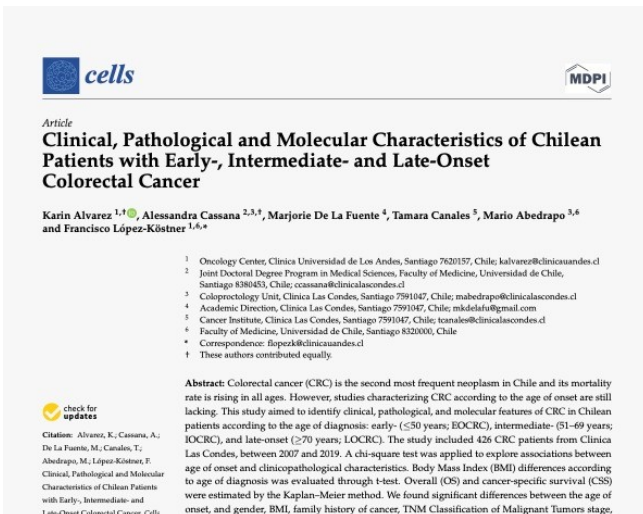 cells
MDPI
Article
Clinical, Pathological and Molecular Characteristics of Chilean
Patients with Early-, Intermediate- and Late-Onset
Colorectal Cancer
Karin Alvarez 1,†, Alessandra Cassana 2,3,†, Marjorie De La Fuente 4, Tamara Canales 5, Mario Abedrapo 3,6
and Francisco López-Köstner 1,6,*
1 Oncology Center, Clinica Universidad de Los Andes, Santiago 7620157, Chile; kalvarez@clinicauandes.cl
2 Joint Doctoral Degree Program in Medical Sciences, Faculty of Medicine, Universidad de Chile,
Santiago 8380453, Chile; ccassana@clinicalascondes.cl
3 Coloproctology Unit, Clinica Las Condes, Santiago 7591047, Chile; mabedrapo@clinicalascondes.cl
4 Academic Direction, Clinica Las Condes, Santiago 7591047, Chile; mkdelafu@gmail.com
5 Cancer Institute, Clinica Las Condes, Santiago 7591047, Chile; tcanales@clinicalascondes.cl
6 Faculty of Medicine, Universidad de Chile, Santiago 8320000, Chile
* Correspondence: flopezk@clinicauandes.cl
† These authors contributed equally.
Abstract: Colorectal cancer (CRC) is the second most frequent neoplasm in Chile and its mortality
rate is rising in all ages. However, studies characterizing CRC according to the age of onset are still
lacking. This study aimed to identify clinical, pathological, and molecular features of CRC in Chilean
patients according to the age of diagnosis: early- (≤50 years; EOCRC), intermediate- (51–69 years;
IOCRC), and late-onset (≥70 years; LOCRC). The study included 426 CRC patients from Clinica
Las Condes, between 2007 and 2019. A chi-square test was applied to explore associations between
age of onset and clinicopathological characteristics. Body Mass Index (BMI) differences according
to age of diagnosis was evaluated through t-test. Overall (OS) and cancer-specific survival (CSS)
were estimated by the Kaplan–Meier method. We found significant differences between the age of
onset, and gender, BMI, family history of cancer, TNM Classification of Malignant Tumors stage,
check for
updates
Citation: Alvarez, K.; Cassana, A.;
De La Fuente, M.; Canales, T.;
Abedrapo, M.; López-Köstner, F.
Clinical, Pathological and Molecular
Characteristics of Chilean Patients
with Early-, Intermediate- and
Late-Onset Colorectal Cancer. Cells